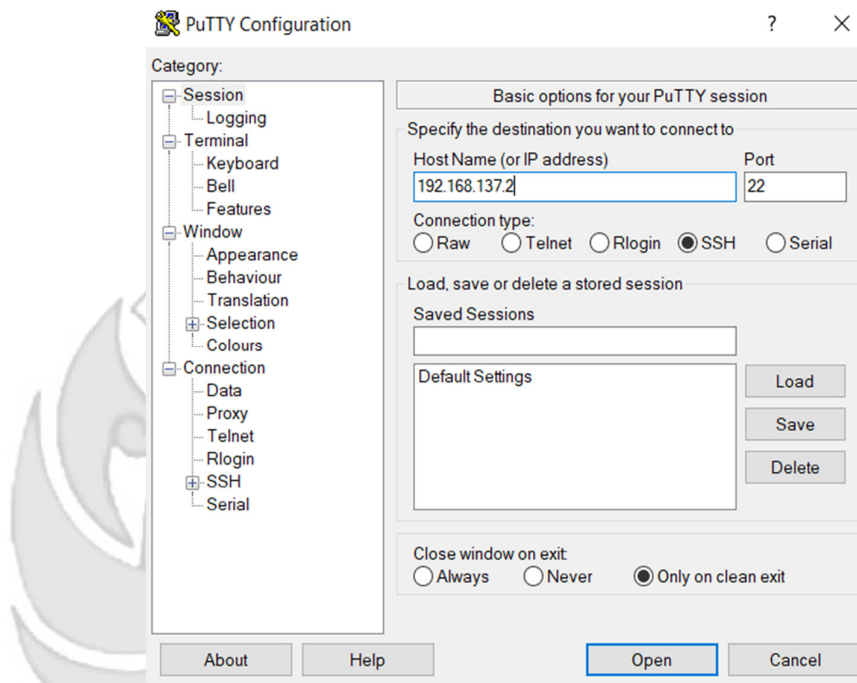 PuTTY Configuration
?
Category:
Session
Logging
Terminal
Keyboard
Bell
Features
Window
Appearance
Behaviour
Translation
Selection
Colours
Connection
Data
Proxy
Telnet
Rlogin
SSH
Serial
Basic options for your PuTTY session
Specify the destination you want to connect to
Host Name (or IP address) Port
192.168.137.2 22
Connection type:
Raw Telnet Rlogin SSH Serial
Load, save or delete a stored session
Saved Sessions
Default Settings
Load
Save
Delete
Close window on exit:
Always Never Only on clean exit
About Help Open Cancel